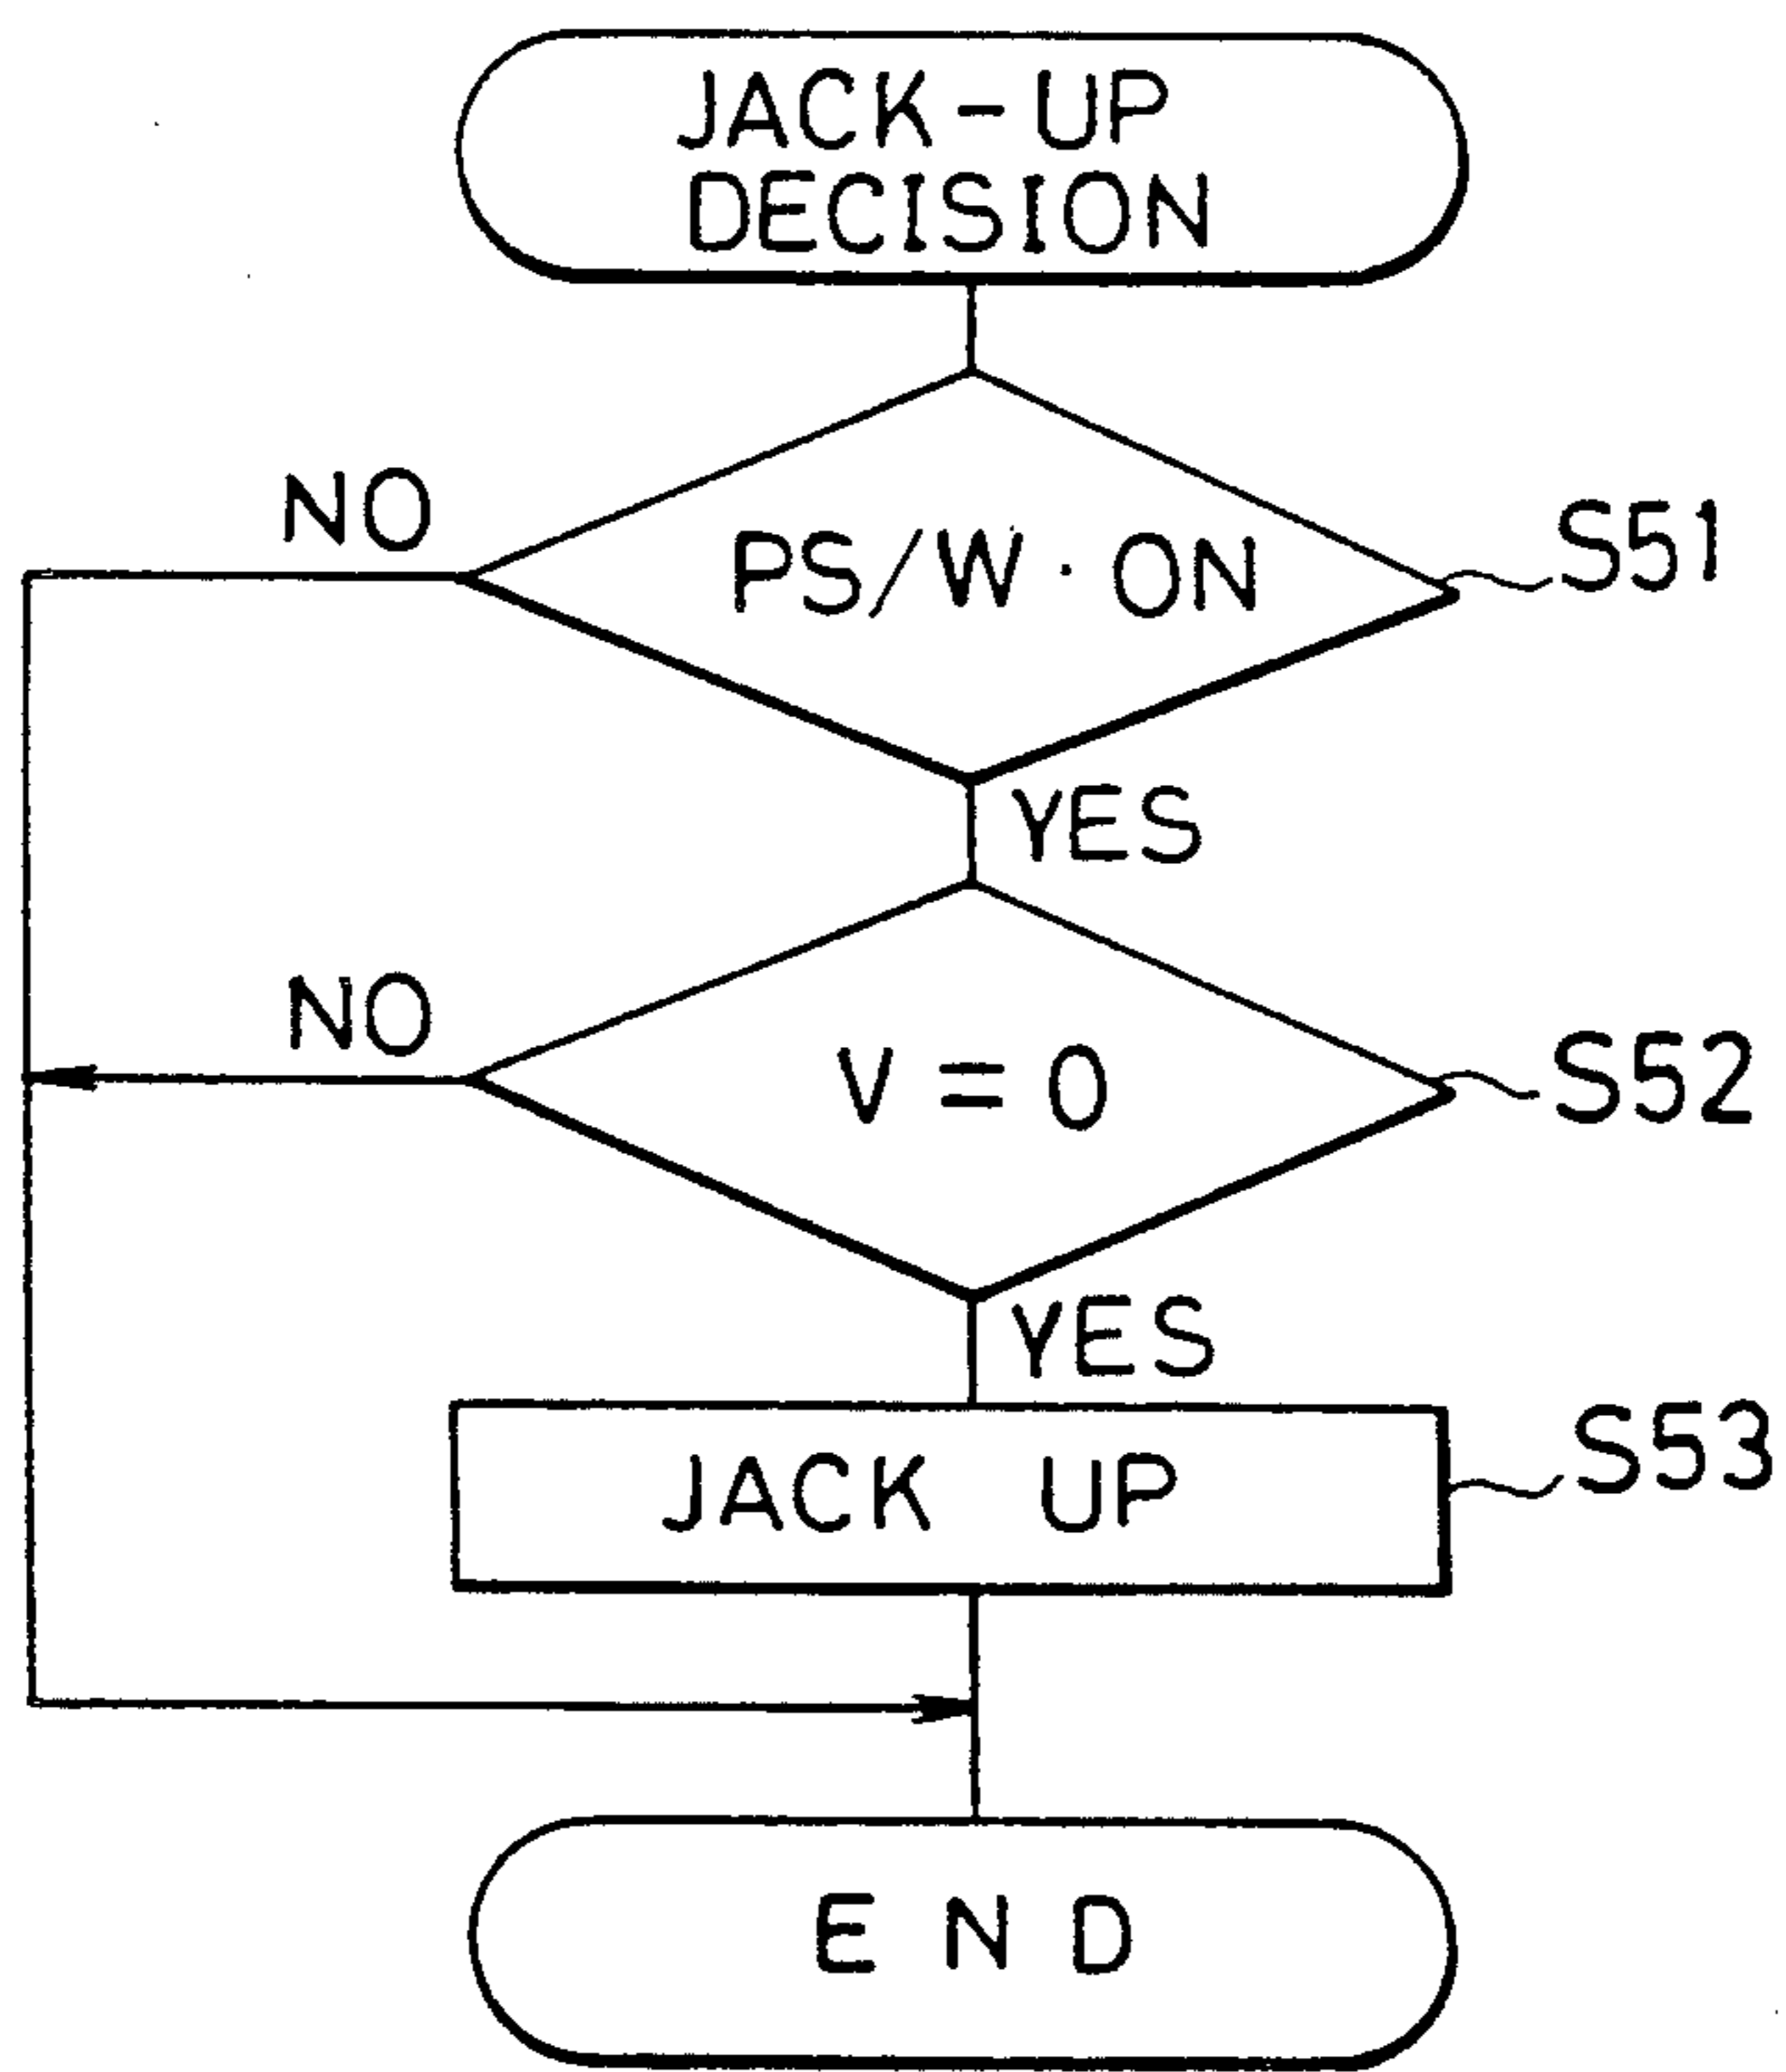 JACK-UP
DECISION
NO
PS/W·ON
S51
YES
NO
V=0
S52
YES
JACK UP
S53
END